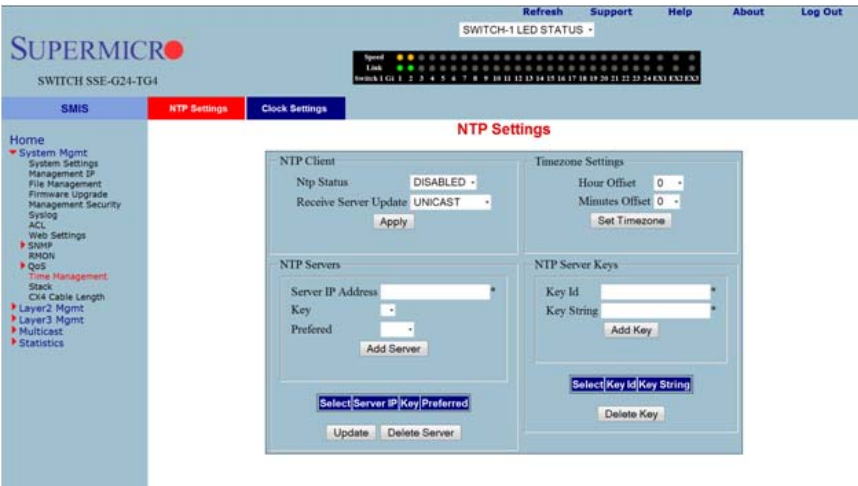 Refresh Support Help About Log Out
SWITCH-1 LED STATUS
SUPERMICRO
SWITCH SSE-G24-TG4
Speed
Link
Switch 1 Gi 1 2 3 4 5 6 7 8 9 10 11 12 13 14 15 16 17 18 19 20 21 22 23 24 EX1 EX2 EX3
SMIS NTP Settings Clock Settings
NTP Settings
Home
System Mgmt
System Settings
Management IP
File Management
Firmware Upgrade
Management Security
Syslog
ACL
Web Settings
SNMP
RMON
QoS
Time Management
Stack
CX4 Cable Length
Layer2 Mgmt
Layer3 Mgmt
Multicast
Statistics
NTP Client
Ntp Status DISABLED
Receive Server Update UNICAST
Apply
Timezone Settings
Hour Offset 0
Minutes Offset 0
Set Timezone
NTP Servers
Server IP Address *
Key
Prefered
Add Server
Select Server IP Key Preferred
Update Delete Server
NTP Server Keys
Key Id *
Key String *
Add Key
Select Key Id Key String
Delete Key